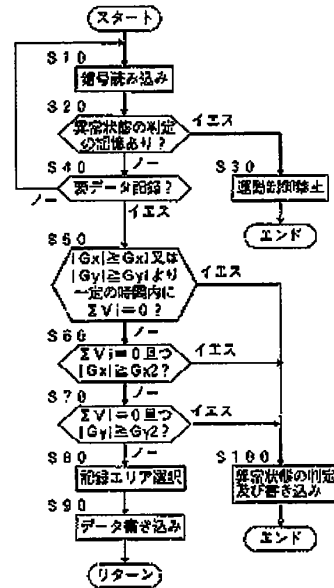 スタート
S10
信号読み込み
S20
異常状態の判定
の記憶あり?
イエス
ノー
S40
要データ記録?
ノー
イエス
S30
運動制御禁止
エンド
S50
|Gx|≧Gx1又は
|Gy|≧Gy1より
一定の時間内に
ΣVi=0?
イエス
ノー
S60
ΣVi=0且つ
|Gx|≧Gx2?
イエス
ノー
S70
ΣVi=0且つ
|Gy|≧Gy2?
イエス
ノー
S80
記録エリア選択
S90
データ書き込み
リターン
S100
異常状態の判定
及び書き込み
エンド